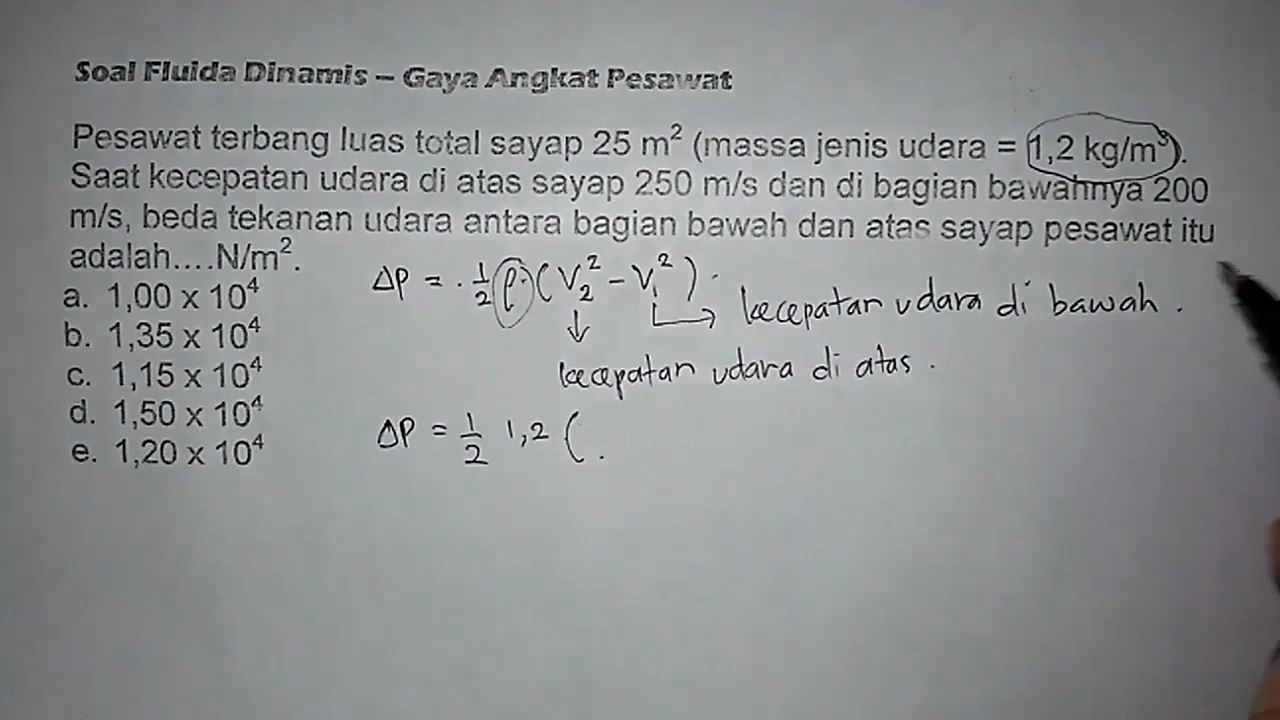 Soal Fluida Dinamis – Gaya Angkat Pesawat
Pesawat terbang luas total sayap 25 m² (massa jenis udara = 1,2 kg/m³).
Saat kecepatan udara di atas sayap 250 m/s dan di bagian bawahnya 200
m/s, beda tekanan udara antara bagian bawah dan atas sayap pesawat itu
adalah....N/m².
a. 1,00 x 10⁴
b. 1,35 x 10⁴
c. 1,15 x 10⁴
d. 1,50 x 10⁴
e. 1,20 x 10⁴
ΔP = ½ ρ (V₂² – V₁²)
↳ kecepatan udara di bawah.
↓
kecepatan udara di atas.
ΔP = ½ 1,2 (